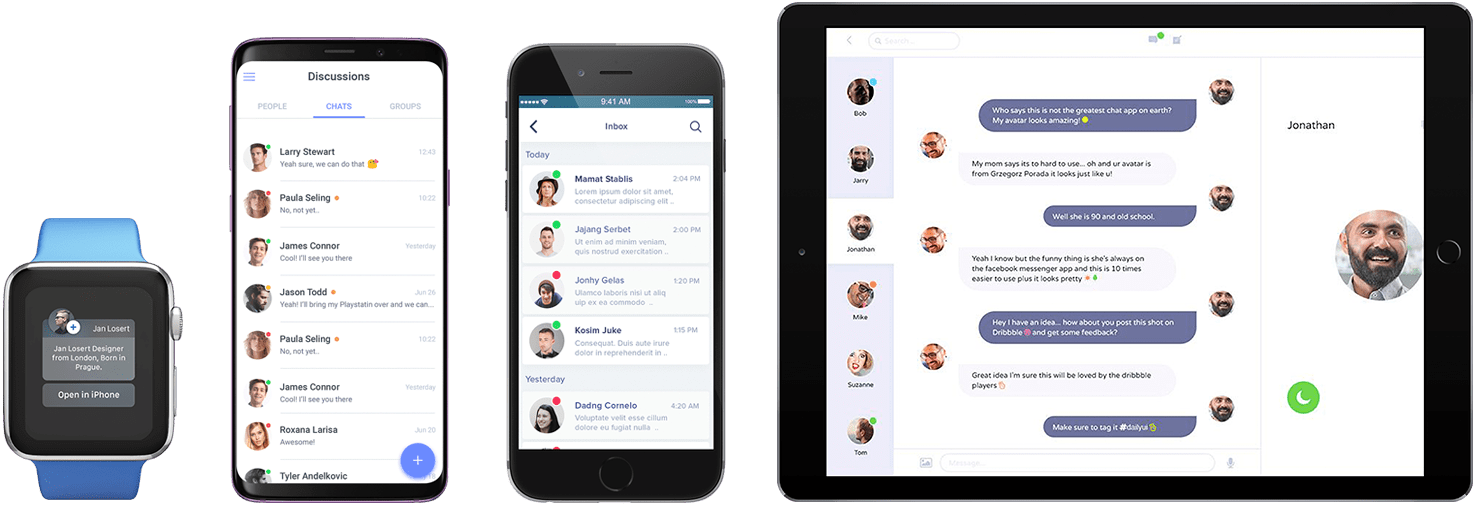 Jan Losert
Jan Losert Designer
from London, Born in
Prague.
Open in iPhone
Discussions
PEOPLE
CHATS
GROUPS
Larry Stewart
12:43
Yeah sure, we can do that
Paula Seling
10:22
No, not yet..
James Connor
Yesterday
Cool! I'll see you there
Jason Todd
Jun 26
Yeah! I'll bring my Playstatin over and we can...
Paula Seling
10:22
No, not yet..
James Connor
Yesterday
Cool! I'll see you there
Roxana Larisa
Jun 20
Awesome!
Tyler Andelkovic
9:41 AM
100%
Inbox
Today
Mamat Stablis
2:04 PM
Lorem ipsum dolor sit amet,
consectetur adipiscing elit ..
Jajang Serbet
2:00 PM
Ut enim ad minim veniam,
quis nostrud exercitation ..
Jonhy Gelas
1:20 PM
Ulamco laboris nisi ut aliq
uip ex ea commodo ..
Kosim Juke
1:15 PM
Consequat. Duis aute irure
dolor in reprehenderit in ..
Yesterday
Dadng Cornelo
4:20 AM
Voluptate velit esse cillum
dolore eu fugiat nulla ..
Search...
Bob
Jarry
Jonathan
Mike
Suzanne
Tom
Who says this is not the greatest chat app on earth?
My avatar looks amazing!
My mom says its to hard to use... oh and ur avatar is
from Grzegorz Porada it looks just like u!
Well she is 90 and old school.
Yeah I know but the funny thing is she's always on
the facebook messenger app and this is 10 times
easier to use plus it looks pretty
Hey I have an idea... how about you post this shot on
Dribbble and get some feedback?
Great idea I'm sure this will be loved by the dribbble
players
Make sure to tag it #dailyui
Message...
Jonathan